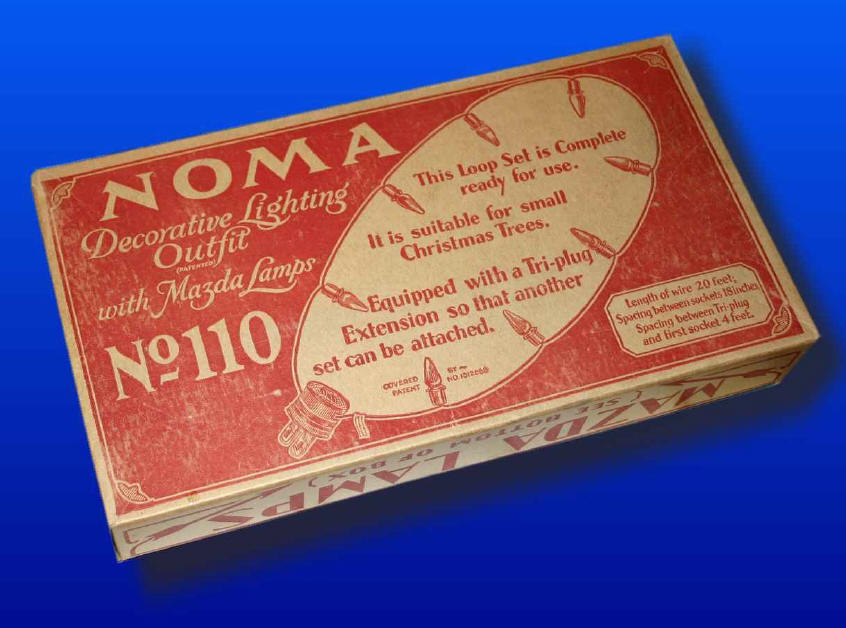 NOMA
Decorative Lighting
Outfit
(PATENTED)
with Mazda Lamps
No 110
This Loop Set is Complete
ready for use.
It is suitable for small
Christmas Trees.
Equipped with a Tri-plug
Extension so that another
set can be attached.
COVERED BY
PATENT NO.
Length of wire 20 feet;
Spacing between sockets 18 inches
Spacing between Tri-plug
and first socket 4 feet.
MAZDA LAMPS
(SEE BOTTOM OF BOX)